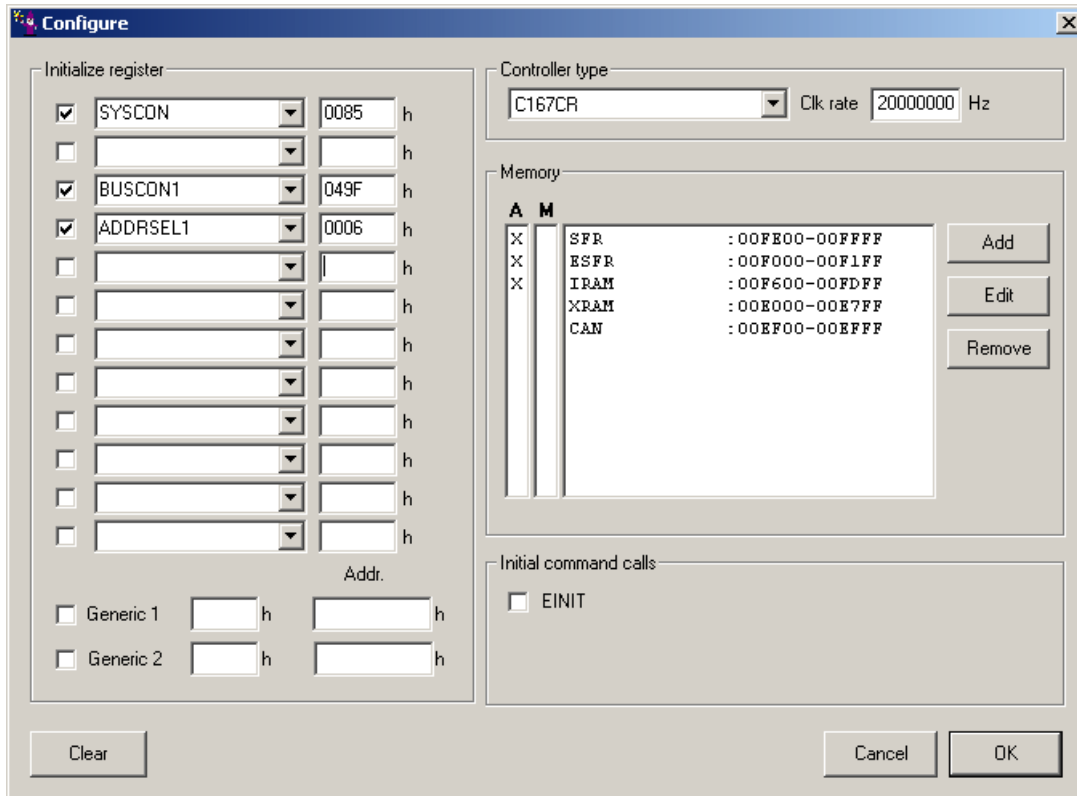 Configure
Initialize register
SYSCON 0085 h
h
BUSCON1 049F h
ADDRSEL1 0006 h
h
h
h
h
h
h
h
h
Addr.
Generic 1 h h
Generic 2 h h
Clear
Controller type
C167CR Clk rate 20000000 Hz
Memory
A M
X SFR :00FE00-00FFFF
X ESFR :00F000-00F1FF
X IRAM :00F600-00FDFF
XRAM :00E000-00E7FF
CAN :00EF00-00EFFF
Add
Edit
Remove
Initial command calls
EINIT
Cancel OK